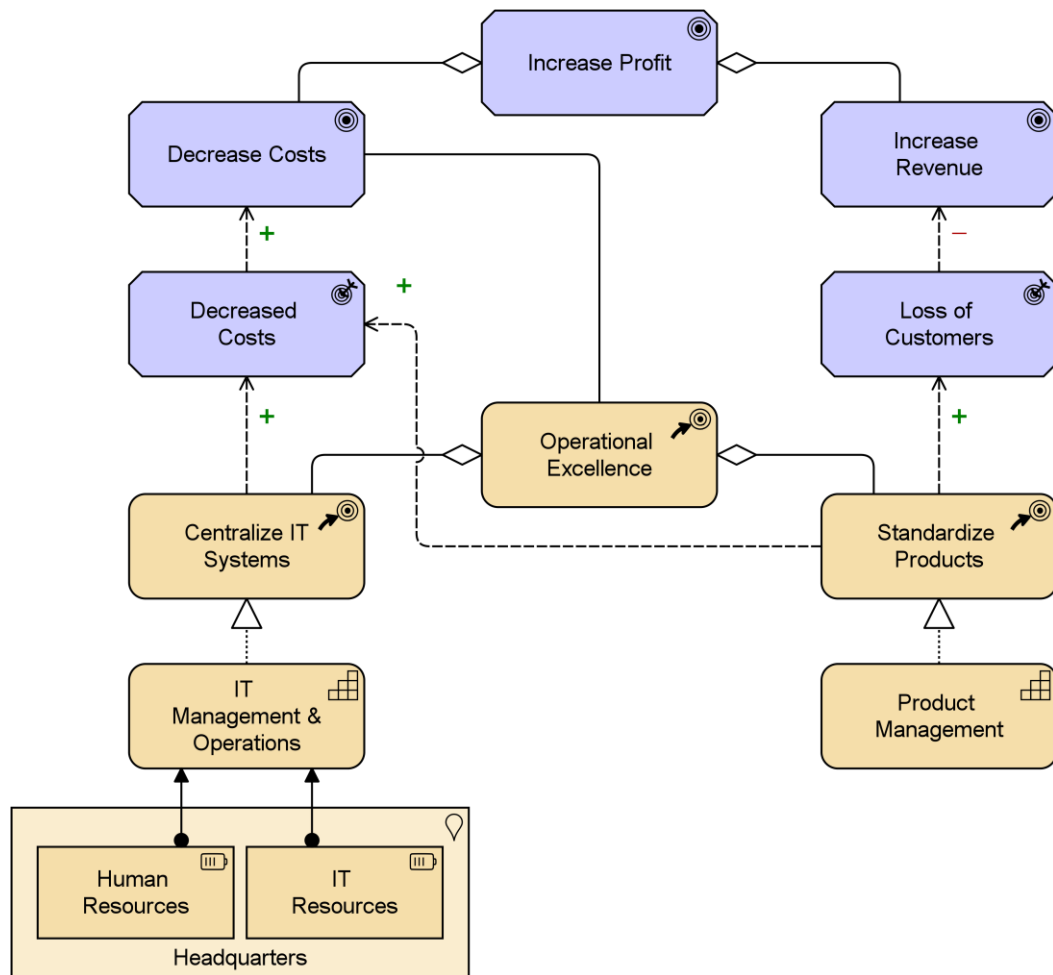 Increase Profit
Decrease Costs
Increase
Revenue
+
−
Decreased
Costs
+
Loss of
Customers
+
+
Operational
Excellence
Centralize IT
Systems
Standardize
Products
IT
Management &
Operations
Product
Management
Human
Resources
IT
Resources
Headquarters